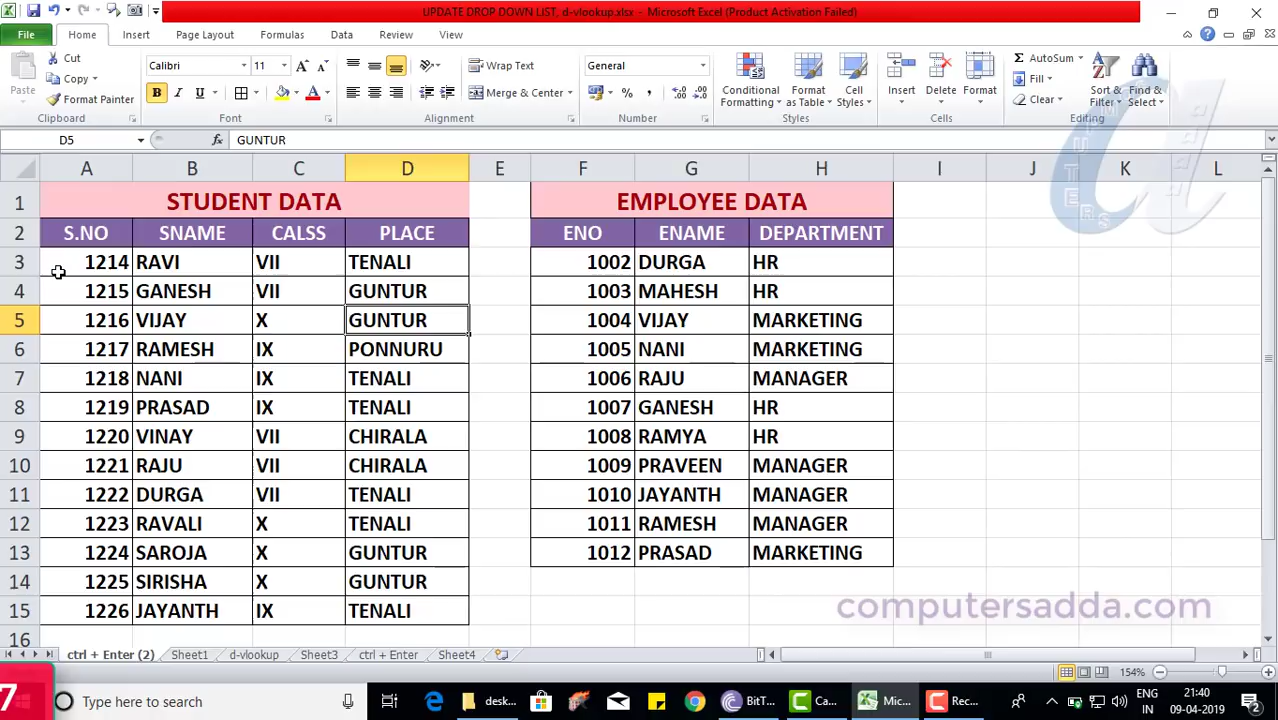 UPDATE DROP DOWN LIST, d-vlookup.xlsx - Microsoft Excel (Product Activation Failed)
File Home Insert Page Layout Formulas Data Review View
Paste
Cut
Copy
Format Painter
Clipboard
Calibri 11
B I U
Font
Wrap Text
Merge & Center
Alignment
General
%
Number
Conditional Formatting
Format as Table
Cell Styles
Styles
Insert Delete Format
Cells
Σ AutoSum
Fill
Clear
Sort & Filter
Find & Select
Editing
D5 fx GUNTUR
A B C D E F G H I J K L
1 STUDENT DATA EMPLOYEE DATA
2 S.NO SNAME CALSS PLACE ENO ENAME DEPARTMENT
3 1214 RAVI VII TENALI 1002 DURGA HR
4 1215 GANESH VII GUNTUR 1003 MAHESH HR
5 1216 VIJAY X GUNTUR 1004 VIJAY MARKETING
6 1217 RAMESH IX PONNURU 1005 NANI MARKETING
7 1218 NANI IX TENALI 1006 RAJU MANAGER
8 1219 PRASAD IX TENALI 1007 GANESH HR
9 1220 VINAY VII CHIRALA 1008 RAMYA HR
10 1221 RAJU VII CHIRALA 1009 PRAVEEN MANAGER
11 1222 DURGA VII TENALI 1010 JAYANTH MANAGER
12 1223 RAVALI X TENALI 1011 RAMESH MANAGER
13 1224 SAROJA X GUNTUR 1012 PRASAD MARKETING
14 1225 SIRISHA X GUNTUR
15 1226 JAYANTH IX TENALI
16
computersadda.com
ctrl + Enter (2) Sheet1 d-vlookup Sheet3 ctrl + Enter Sheet4
154%
7
Type here to search
desk...
BitT...
Ca...
Mic...
Rec...
ENG
IN
21:40
09-04-2019
2